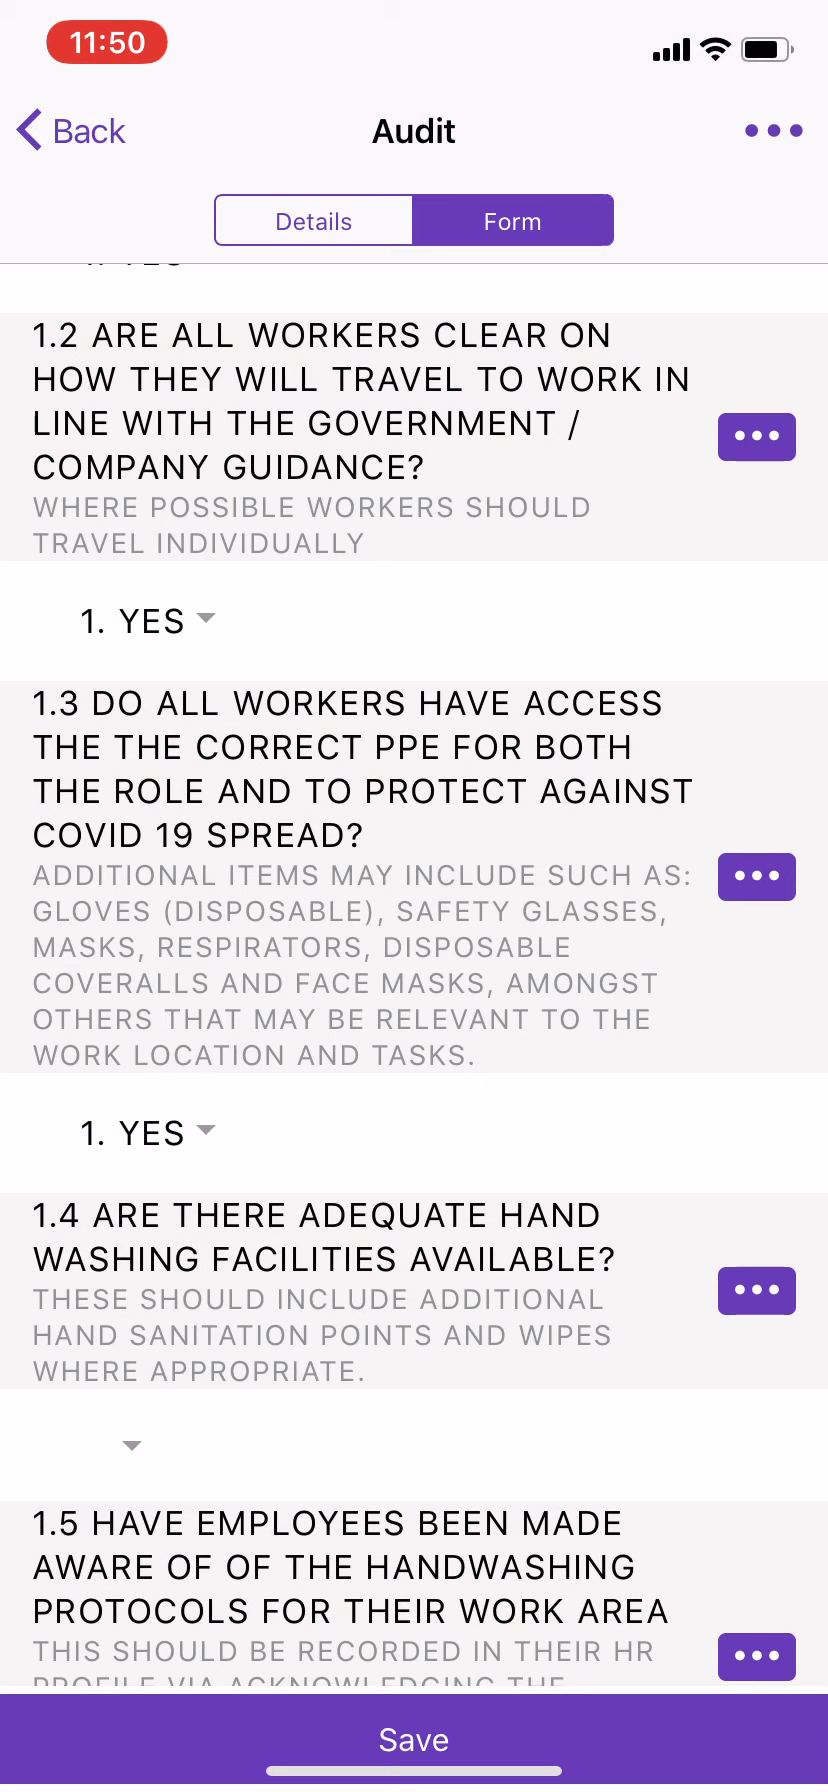 11:50
Back
Audit
Details
Form
1.2 ARE ALL WORKERS CLEAR ON
HOW THEY WILL TRAVEL TO WORK IN
LINE WITH THE GOVERNMENT /
COMPANY GUIDANCE?
WHERE POSSIBLE WORKERS SHOULD
TRAVEL INDIVIDUALLY
1. YES
1.3 DO ALL WORKERS HAVE ACCESS
THE THE CORRECT PPE FOR BOTH
THE ROLE AND TO PROTECT AGAINST
COVID 19 SPREAD?
ADDITIONAL ITEMS MAY INCLUDE SUCH AS:
GLOVES (DISPOSABLE), SAFETY GLASSES,
MASKS, RESPIRATORS, DISPOSABLE
COVERALLS AND FACE MASKS, AMONGST
OTHERS THAT MAY BE RELEVANT TO THE
WORK LOCATION AND TASKS.
1. YES
1.4 ARE THERE ADEQUATE HAND
WASHING FACILITIES AVAILABLE?
THESE SHOULD INCLUDE ADDITIONAL
HAND SANITATION POINTS AND WIPES
WHERE APPROPRIATE.
1.5 HAVE EMPLOYEES BEEN MADE
AWARE OF OF THE HANDWASHING
PROTOCOLS FOR THEIR WORK AREA
THIS SHOULD BE RECORDED IN THEIR HR
PROFILE VIA ACKNOWLEDGING THE
Save